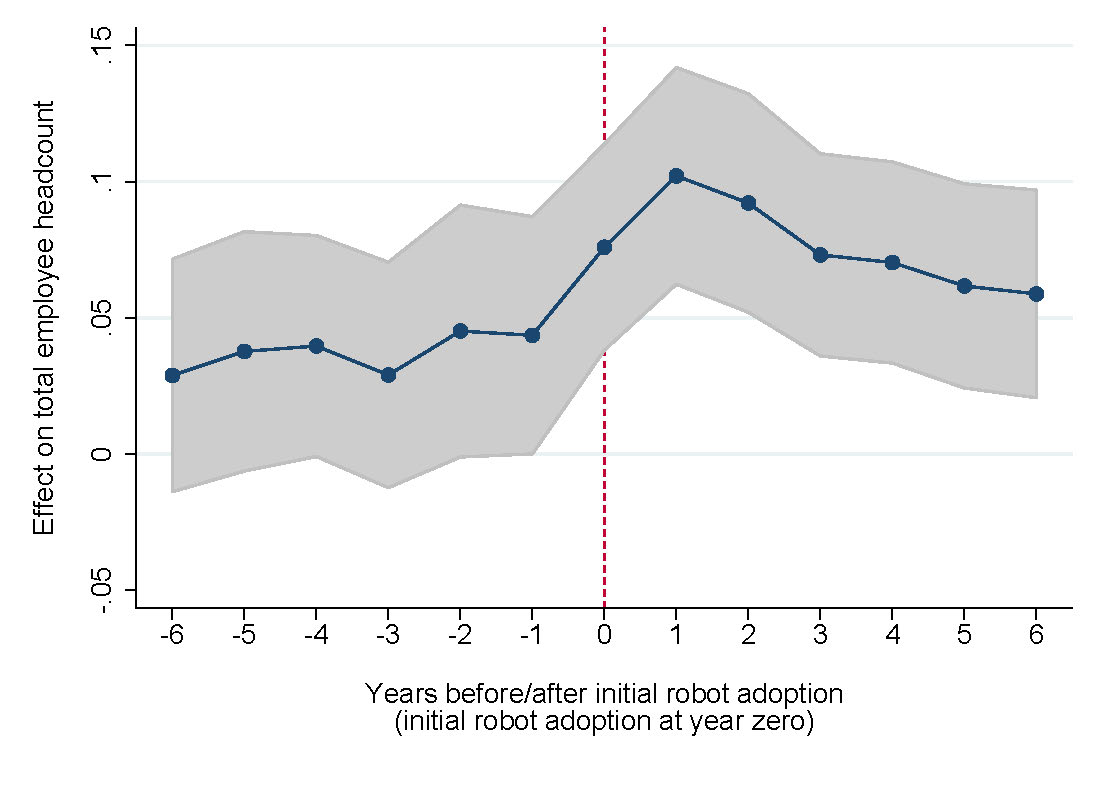 Effect on total employee headcount
.15
.1
.05
0
-.05
-6 -5 -4 -3 -2 -1 0 1 2 3 4 5 6
Years before/after initial robot adoption
(initial robot adoption at year zero)